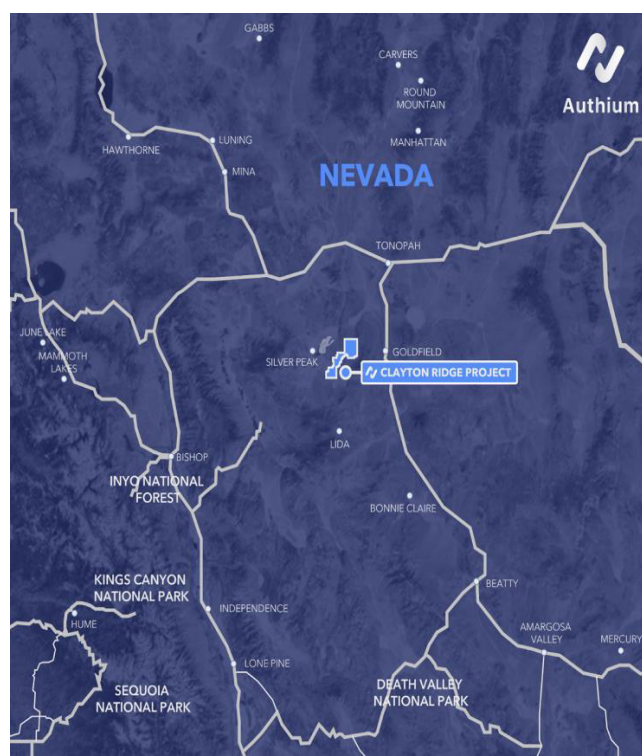 GABBS
CARVERS
ROUND
MOUNTAIN
Authium
HAWTHORNE
LUNING
MANHATTAN
MINA
NEVADA
TONOPAH
JUNE LAKE
MAMMOTH
LAKES
SILVER PEAK
GOLDFIELD
CLAYTON RIDGE PROJECT
LIDA
BISHOP
INYO NATIONAL
FOREST
BONNIE CLAIRE
KINGS CANYON
NATIONAL PARK
HUME
INDEPENDENCE
BEATTY
AMARGOSA
VALLEY
MERCURY
LONE PINE
SEQUOIA
NATIONAL PARK
DEATH VALLEY
NATIONAL PARK